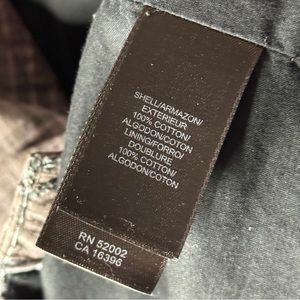 SHELL/ARMAZON/
EXTERIEUR
100% COTTON/
ALGODON/COTON
LINING/FORRO/
DOUBLURE
100% COTTON/
ALGODON/COTON
RN 52002
CA 16396